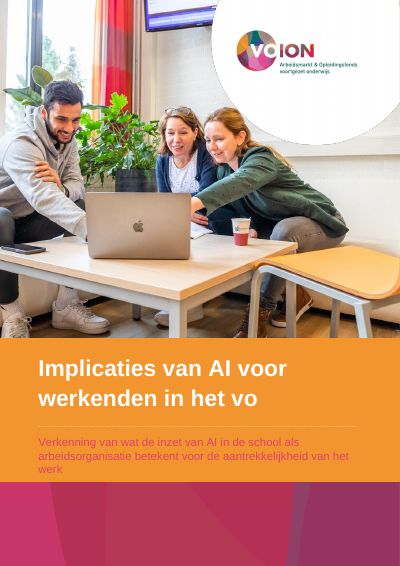 VOION
Arbeidsmarkt & Opleidingsfonds
voortgezet onderwijs
Implicaties van AI voor
werkenden in het vo
Verkenning van wat de inzet van AI in de school als
arbeidsorganisatie betekent voor de aantrekkelijkheid van het
werk